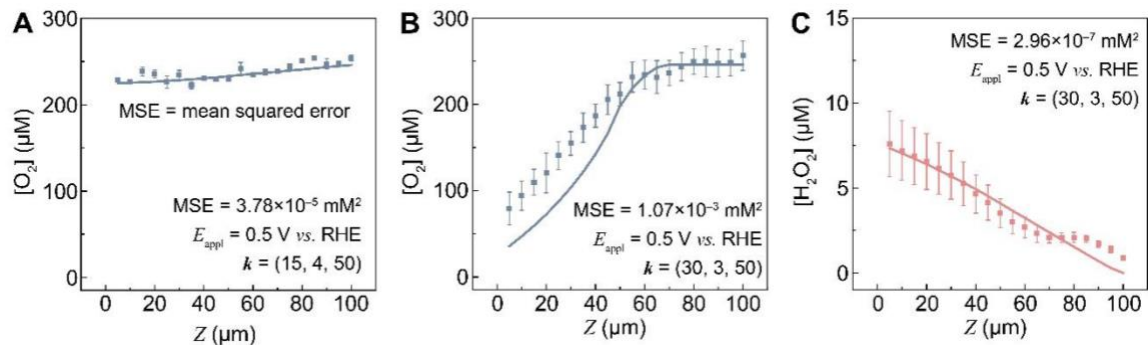 A
300
200
100
0
[O₂] (µM)
MSE = mean squared error
MSE = 3.78×10⁻⁵ mM²
Eappl = 0.5 V vs. RHE
k = (15, 4, 50)
0 20 40 60 80 100
Z (µm)
B
300
200
100
0
[O₂] (µM)
MSE = 1.07×10⁻³ mM²
Eappl = 0.5 V vs. RHE
k = (30, 3, 50)
0 20 40 60 80 100
Z (µm)
C
15
10
5
0
[H₂O₂] (µM)
MSE = 2.96×10⁻⁷ mM²
Eappl = 0.5 V vs. RHE
k = (30, 3, 50)
0 20 40 60 80 100
Z (µm)